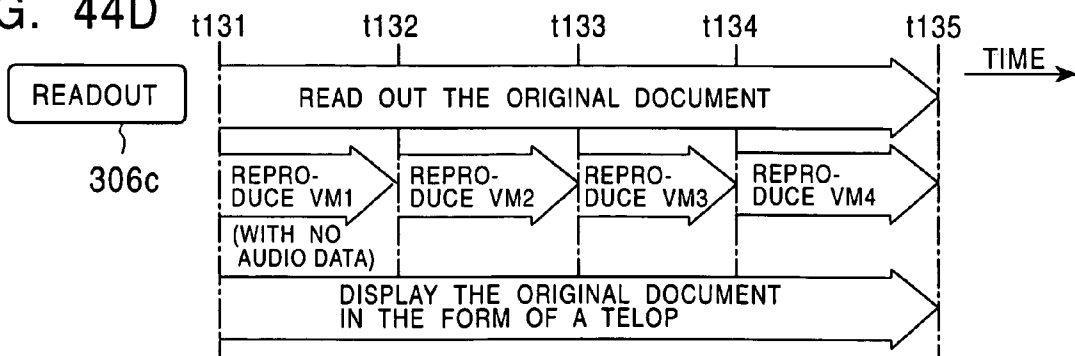 G. 44D
t131 t132 t133 t134 t135
TIME
READOUT
READ OUT THE ORIGINAL DOCUMENT
306c
REPRO-
DUCE VM1
REPRO-
DUCE VM2
REPRO-
DUCE VM3
REPRO-
DUCE VM4
(WITH NO
AUDIO DATA)
DISPLAY THE ORIGINAL DOCUMENT
IN THE FORM OF A TELOP